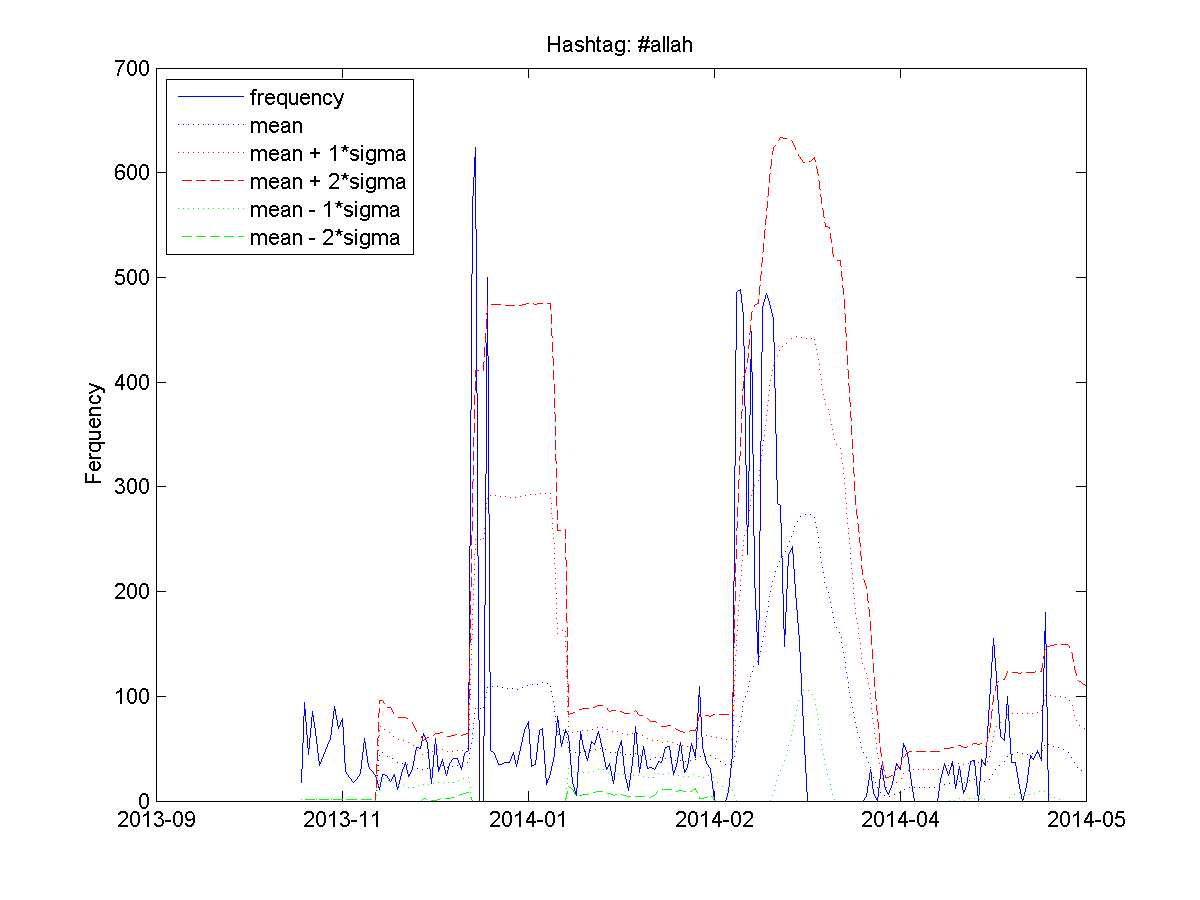 Hashtag: #allah
700
600
500
400
300
200
100
0
Ferquency
frequency
mean
mean + 1*sigma
mean + 2*sigma
mean - 1*sigma
mean - 2*sigma
2013-09
2013-11
2014-01
2014-02
2014-04
2014-05